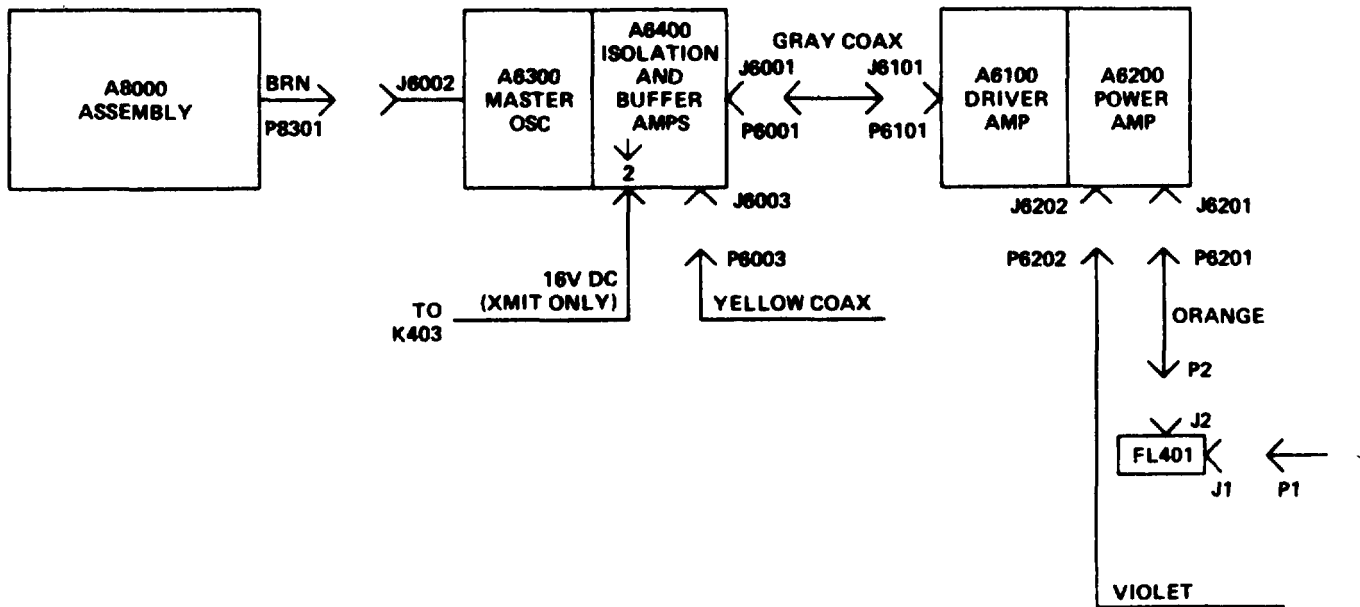 A8000
ASSEMBLY
BRN
P8301
J6002
A6300
MASTER
OSC
A6400
ISOLATION
AND
BUFFER
AMPS
2
GRAY COAX
J6001
J6101
P6001
P6101
A6100
DRIVER
AMP
A6200
POWER
AMP
J6003
P6003
16V DC
(XMIT ONLY)
TO
K403
YELLOW COAX
J6202
J6201
P6202
P6201
ORANGE
P2
J2
FL401
J1
P1
VIOLET